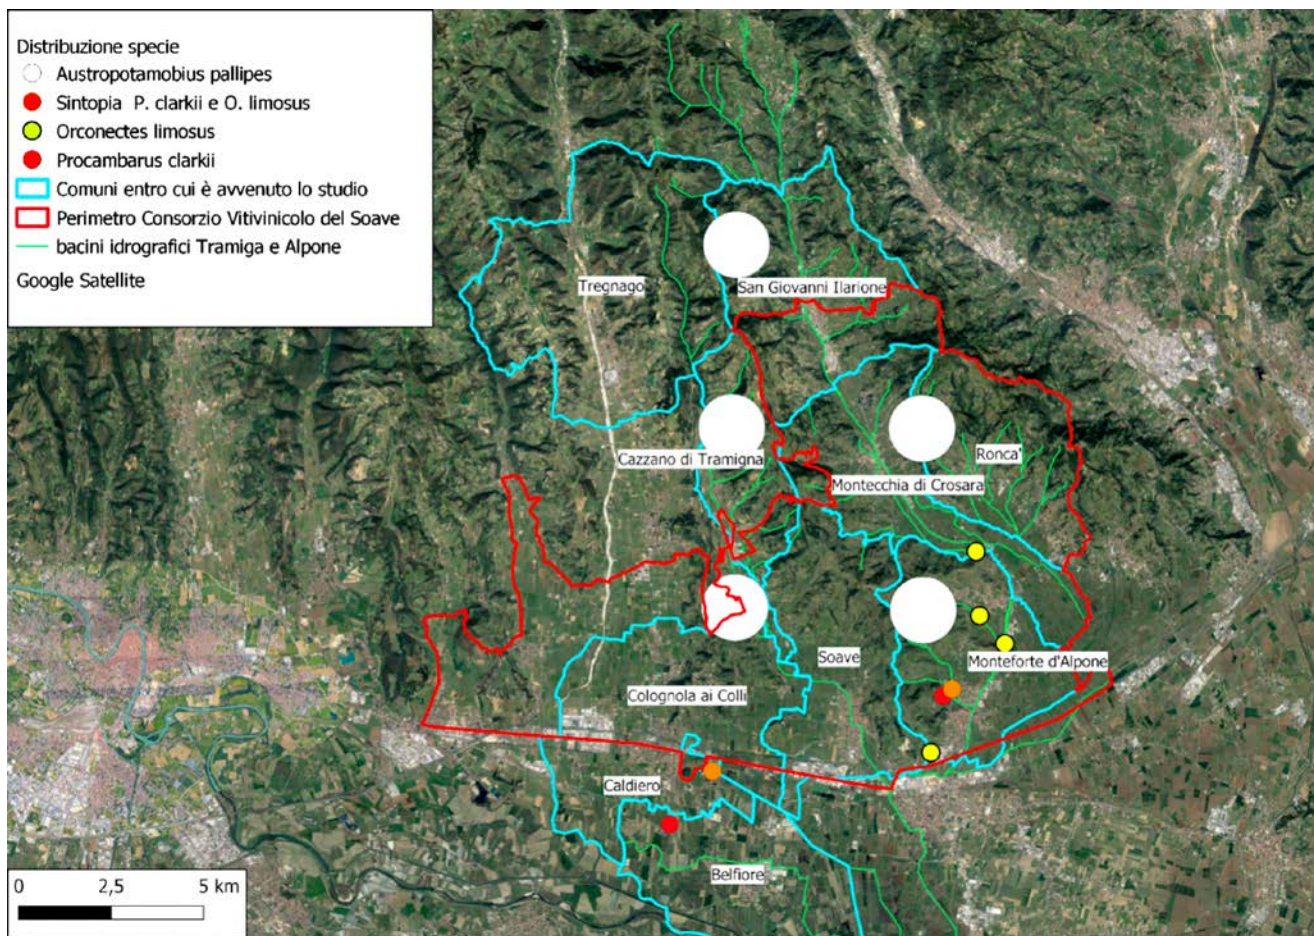 Distribuzione specie
Austropotamobius pallipes
Sintopia P. clarkii e O. limosus
Orconectes limosus
Procambarus clarkii
Comuni entro cui è avvenuto lo studio
Perimetro Consorzio Vitivinicolo del Soave
bacini idrografici Tramiga e Alpone
Google Satellite
Tregnago
San Giovanni Ilarione
Cazzano di Tramigna
Ronca'
Montecchia di Crosara
Soave
Monteforte d'Alpone
Colognola ai Colli
Caldiero
Belfiore
0 2,5 5 km